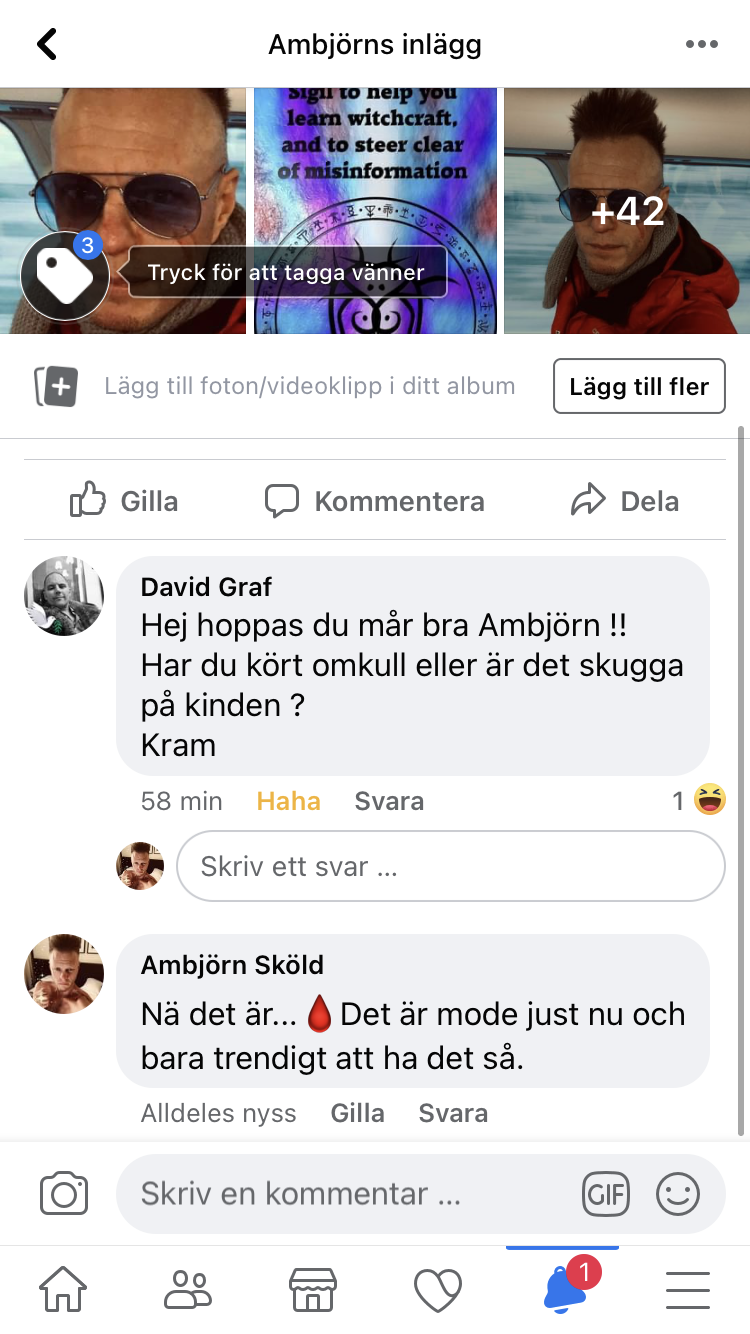 Ambjörns inlägg
Sigil to help you
learn witchcraft,
and to steer clear
of misinformation
+42
3
Tryck för att tagga vänner
Lägg till foton/videoklipp i ditt album
Lägg till fler
Gilla
Kommentera
Dela
David Graf
Hej hoppas du mår bra Ambjörn !!
Har du kört omkull eller är det skugga
på kinden ?
Kram
58 min
Haha
Svara
1 😆
Skriv ett svar ...
Ambjörn Sköld
Nä det är... 🩸Det är mode just nu och
bara trendigt att ha det så.
Alldeles nyss
Gilla
Svara
Skriv en kommentar ...
GIF
1